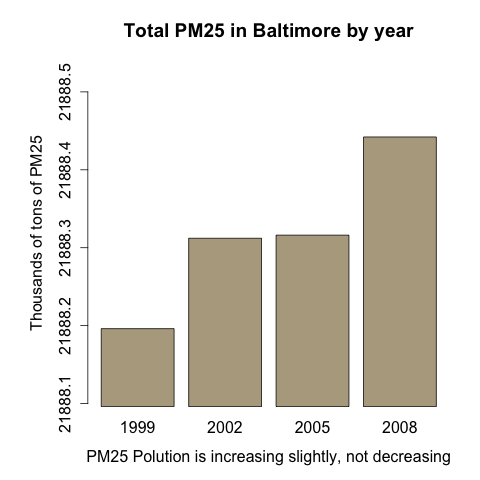 Total PM25 in Baltimore by year
Thousands of tons of PM25
21888.5
21888.4
21888.3
21888.2
21888.1
1999 2002 2005 2008
PM25 Polution is increasing slightly, not decreasing